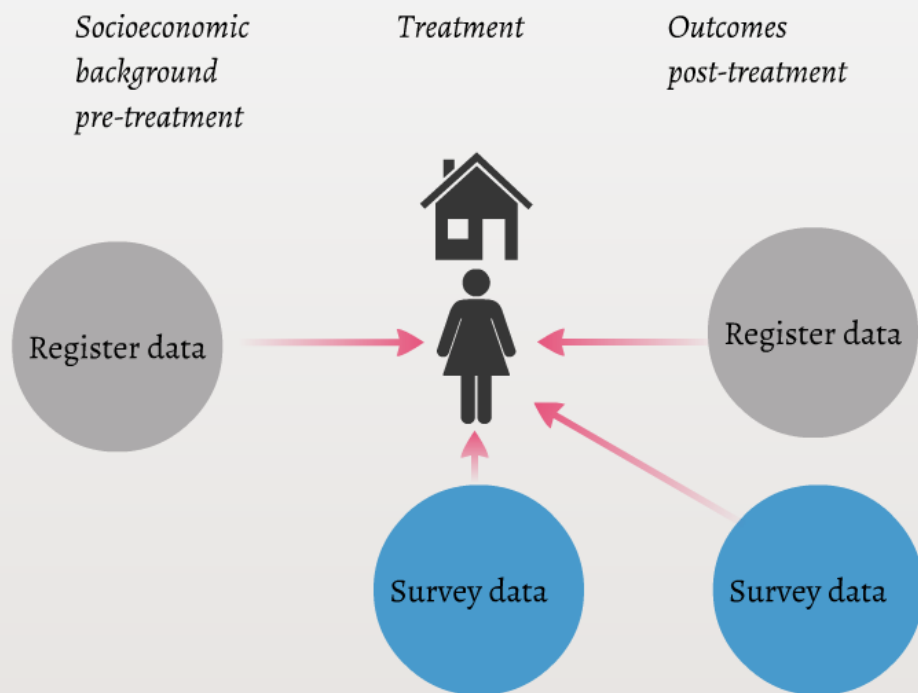 Socioeconomic
background
pre-treatment
Treatment
Outcomes
post-treatment
Register data
Register data
Survey data
Survey data